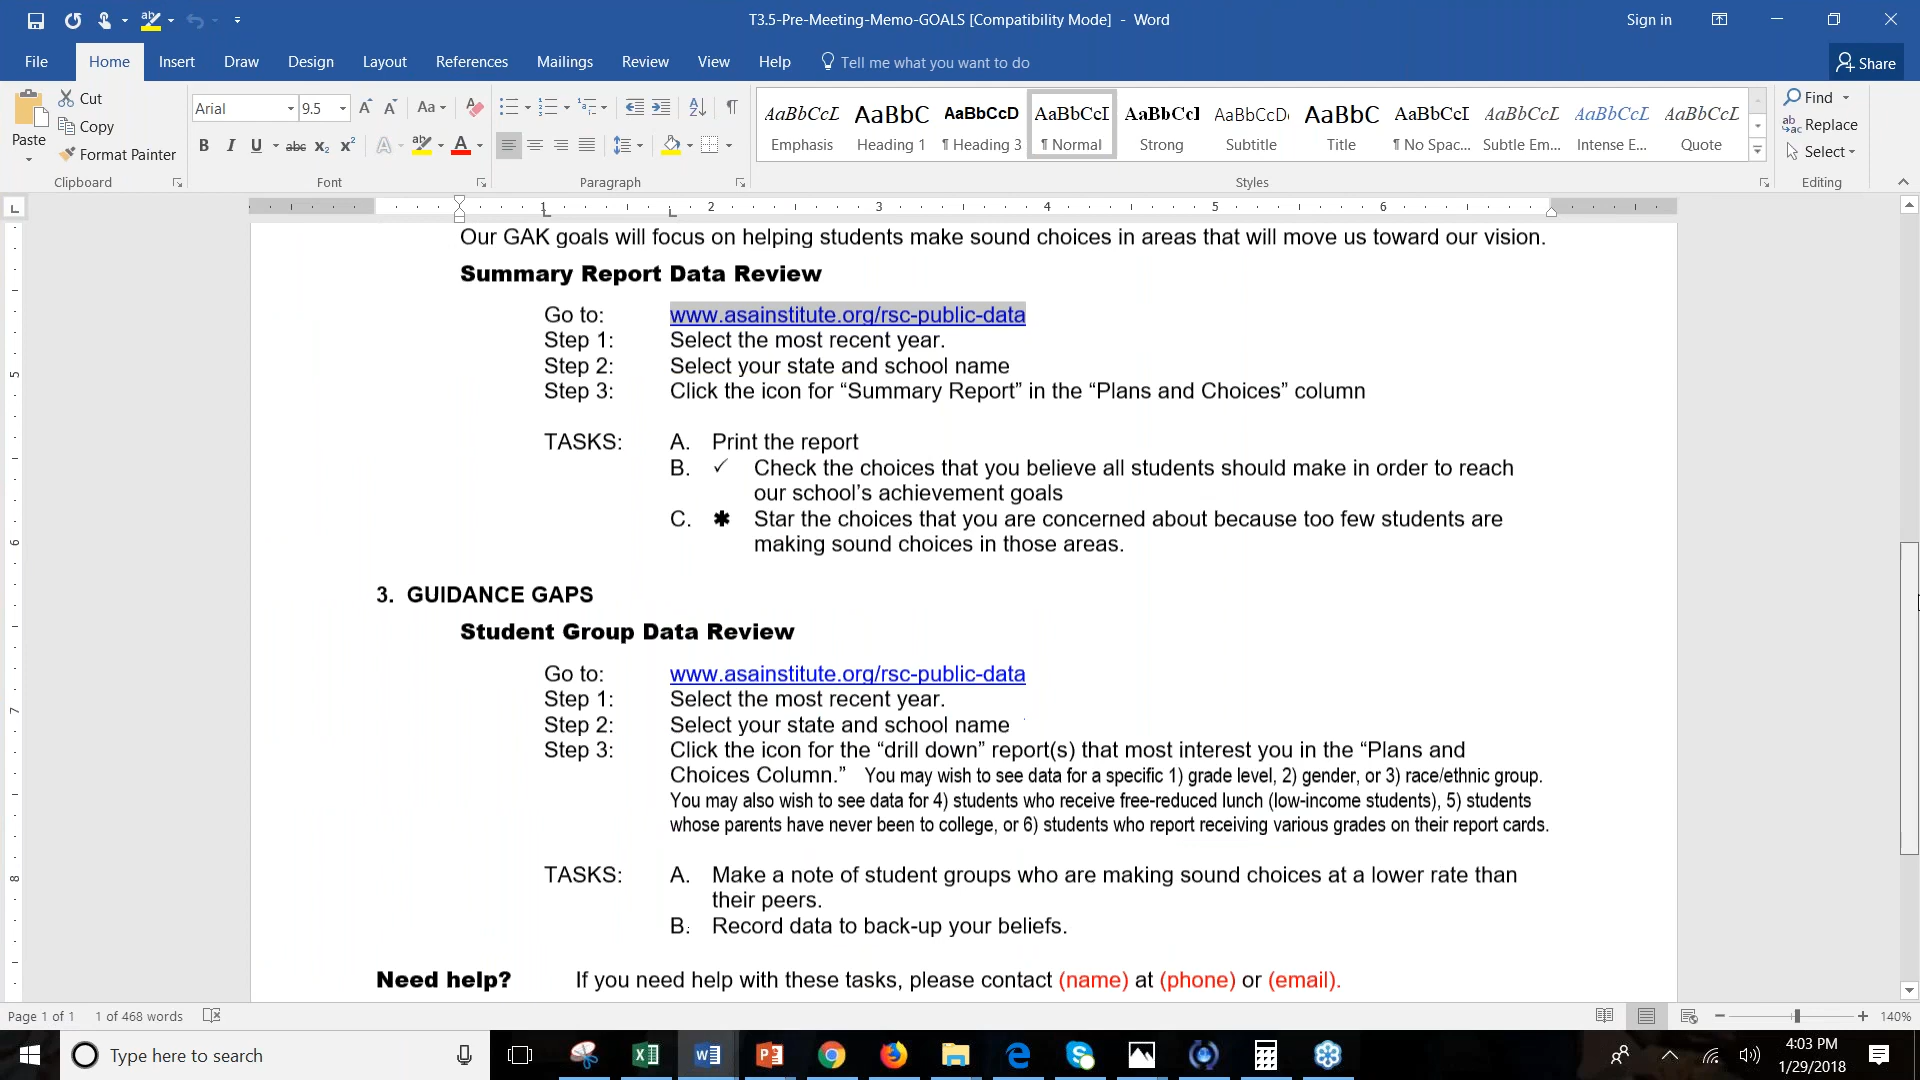 T3.5-Pre-Meeting-Memo-GOALS [Compatibility Mode] - Word
Sign in
File Home Insert Draw Design Layout References Mailings Review View Help Tell me what you want to do Share
Paste
Cut
Copy
Format Painter
Clipboard
Arial 9.5
Font
Paragraph
AaBbCcL AaBbC AaBbCcD AaBbCcI AaBbCcl AaBbCcDı AaBbC AaBbCcI AaBbCcL AaBbCcL AaBbCcL
Emphasis Heading 1 ¶ Heading 3 ¶ Normal Strong Subtitle Title ¶ No Spac... Subtle Em... Intense E... Quote
Styles
Find
Replace
Select
Editing
1 2 3 4 5 6
Our GAK goals will focus on helping students make sound choices in areas that will move us toward our vision.
Summary Report Data Review
Go to: www.asainstitute.org/rsc-public-data
Step 1: Select the most recent year.
Step 2: Select your state and school name
Step 3: Click the icon for “Summary Report” in the “Plans and Choices” column
TASKS: A. Print the report
B. ✓ Check the choices that you believe all students should make in order to reach
our school’s achievement goals
C. ✱ Star the choices that you are concerned about because too few students are
making sound choices in those areas.
3. GUIDANCE GAPS
Student Group Data Review
Go to: www.asainstitute.org/rsc-public-data
Step 1: Select the most recent year.
Step 2: Select your state and school name
Step 3: Click the icon for the “drill down” report(s) that most interest you in the “Plans and
Choices Column.” You may wish to see data for a specific 1) grade level, 2) gender, or 3) race/ethnic group.
You may also wish to see data for 4) students who receive free-reduced lunch (low-income students), 5) students
whose parents have never been to college, or 6) students who report receiving various grades on their report cards.
TASKS: A. Make a note of student groups who are making sound choices at a lower rate than
their peers.
B. Record data to back-up your beliefs.
Need help? If you need help with these tasks, please contact (name) at (phone) or (email).
5
6
7
8
Page 1 of 1 1 of 468 words
140%
Type here to search
4:03 PM
1/29/2018